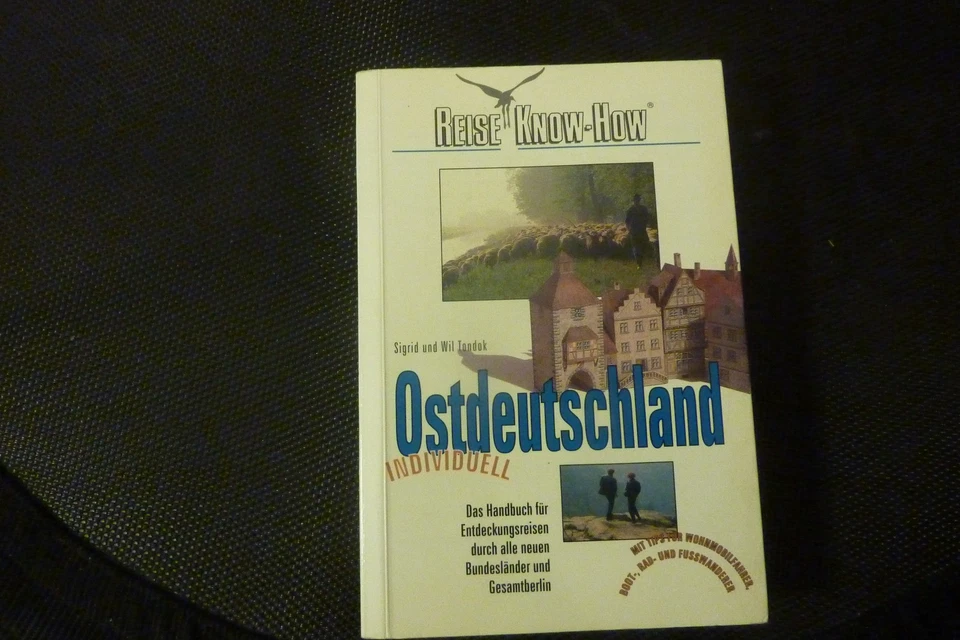 REISE KNOW-HOW®
Sigrid und Wil Tondok
Ostdeutschland
INDIVIDUELL
Das Handbuch für
Entdeckungsreisen
durch alle neuen
Bundesländer und
Gesamtberlin
MIT TIPS FÜR WOHNMOBILFAHRER,
BOOT-, RAD- UND FUSSWANDERER